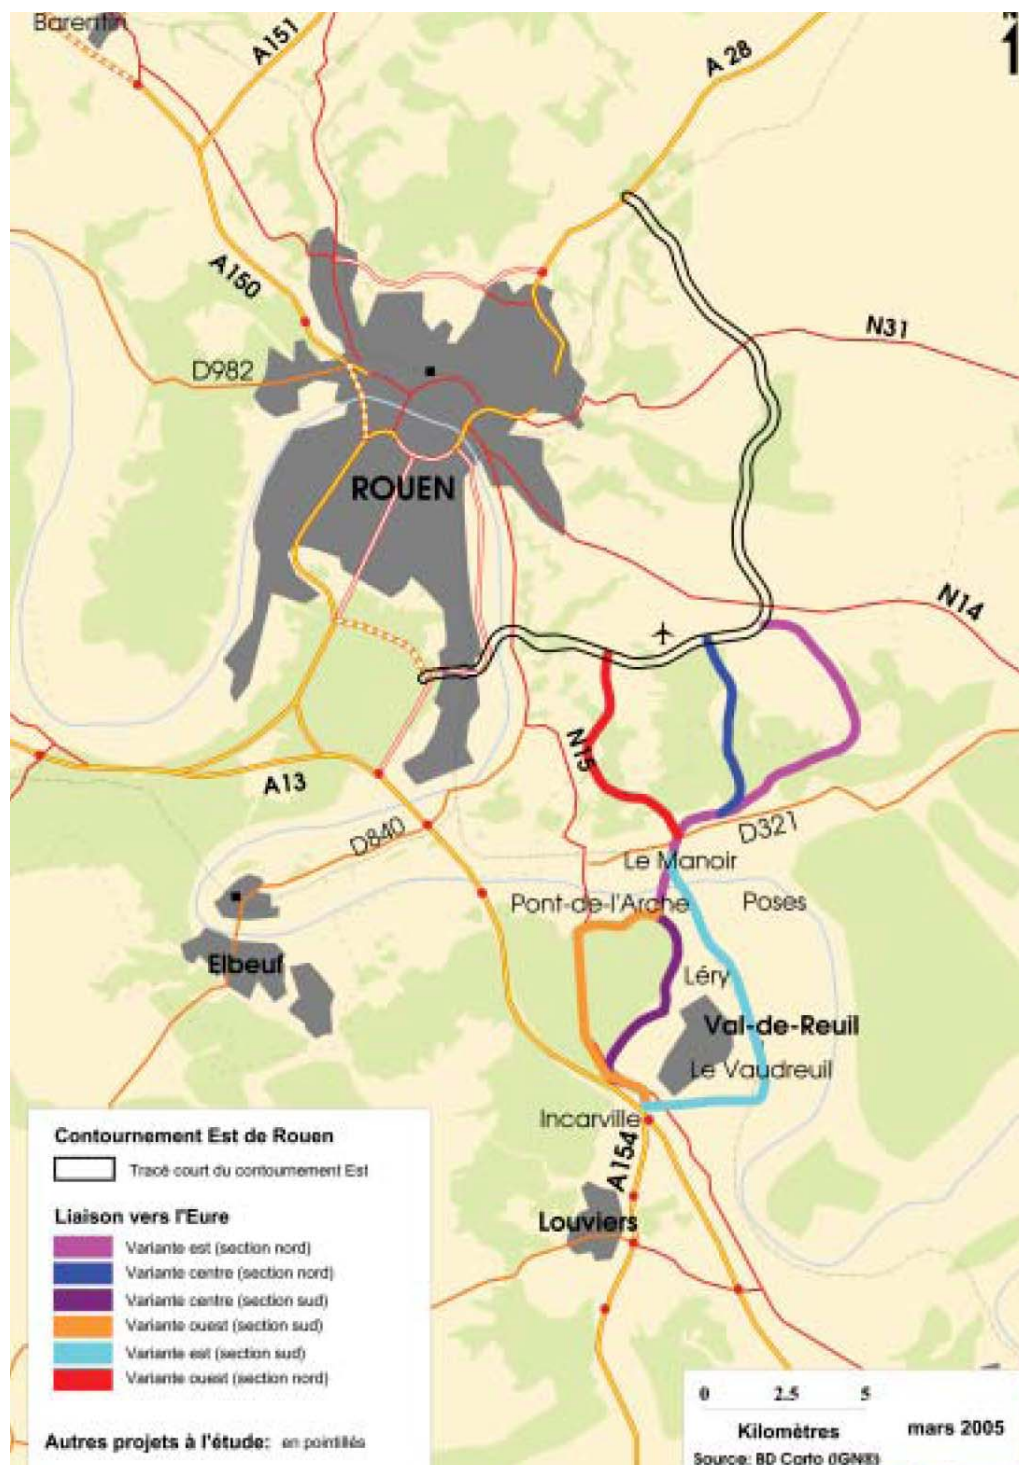 Barentin
A151
A 28
N
A150
N31
D982
ROUEN
N14
N15
A13
D840
D321
Le Manoir
Pont-de-l'Arche
Poses
Elbeuf
Léry
Val-de-Reuil
Le Vaudreuil
Incarville
A154
Louviers
Contournement Est de Rouen
Tracé court du contournement Est
Liaison vers l'Eure
Variante est (section nord)
Variante centre (section nord)
Variante centre (section sud)
Variante ouest (section sud)
Variante est (section sud)
Variante ouest (section nord)
Autres projets à l'étude: en pointillés
0 2.5 5
Kilomètres
mars 2005
Source: BD Carto (IGN®)